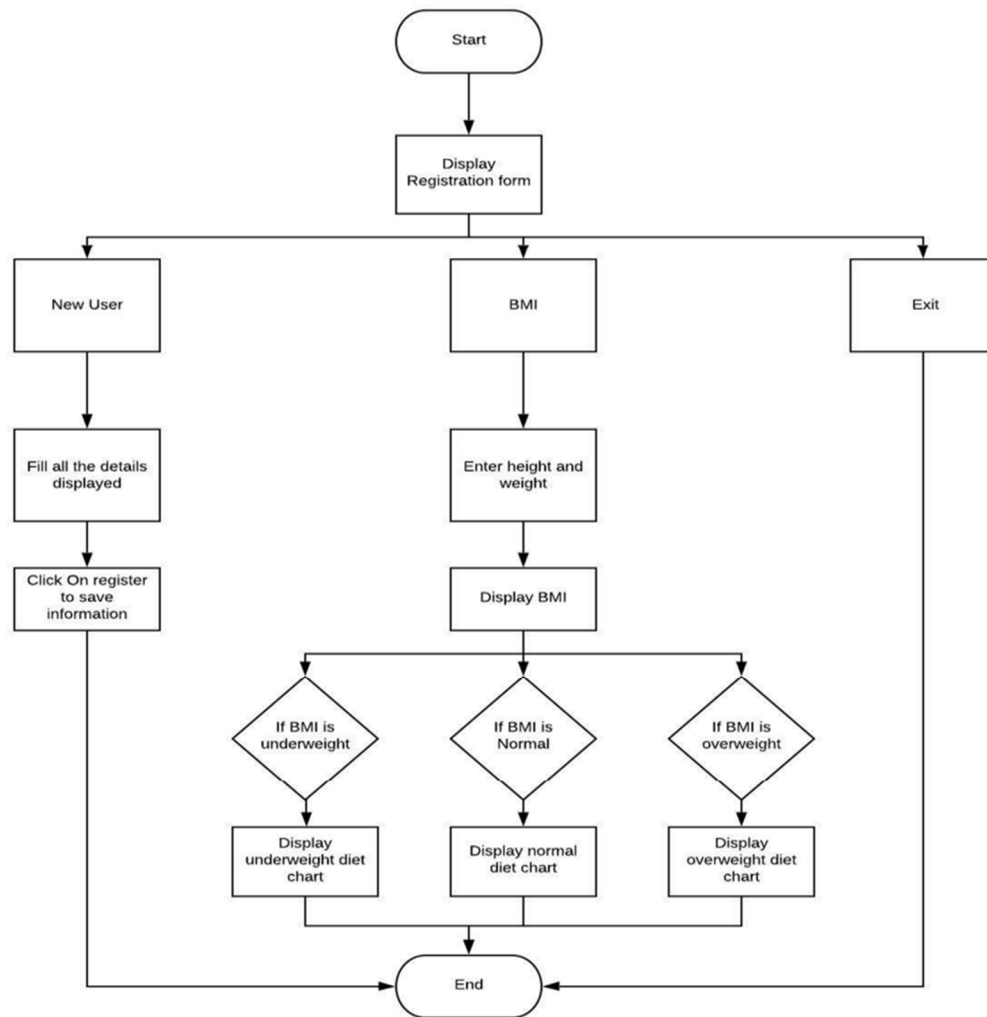 Start
Display
Registration form
New User
BMI
Exit
Fill all the details
displayed
Enter height and
weight
Click On register
to save
information
Display BMI
If BMI is
underweight
If BMI is
Normal
If BMI is
overweight
Display
underweight diet
chart
Display normal
diet chart
Display
overweight diet
chart
End